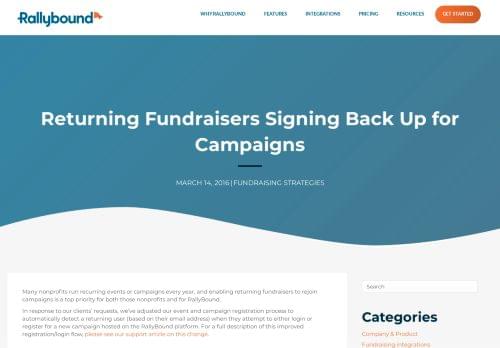 Rallybound
WHY RALLYBOUND
FEATURES
INTEGRATIONS
PRICING
RESOURCES
GET STARTED
Returning Fundraisers Signing Back Up for
Campaigns
MARCH 14, 2016 | FUNDRAISING STRATEGIES
Many nonprofits run recurring events or campaigns every year, and enabling returning fundraisers to rejoin
campaigns is a top priority for both those nonprofits and for RallyBound.
In response to our clients' requests, we've adjusted our event and campaign registration process to
automatically detect a returning user (based on their email address) when they attempt to either login or
register for a new campaign hosted on the RallyBound platform. For a full description of this improved
registration/login flow, please see our support article on this change.
Search
Categories
Company & Product
Fundraising Integrations